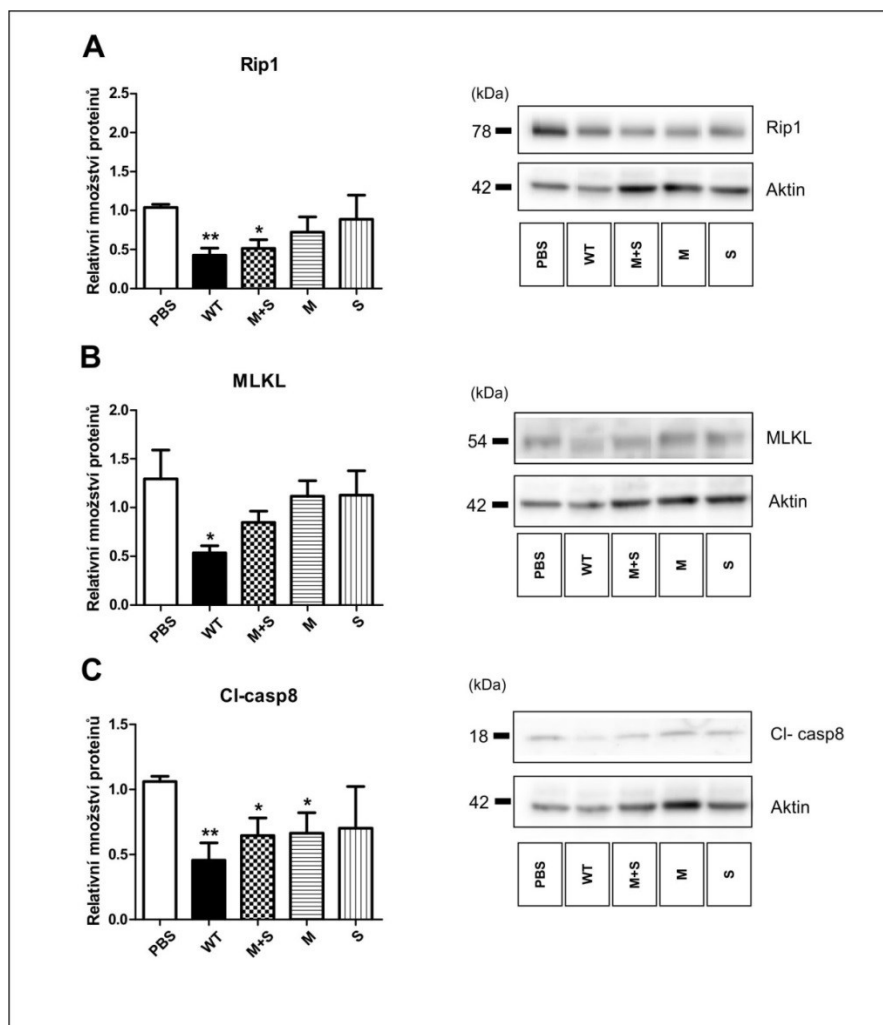 A
Rip1
Relativní množství proteinů
2.5
2.0
1.5
1.0
0.5
0.0
** *
PBS WT M+S M S
(kDa)
78 Rip1
42 Aktin
PBS WT M+S M S
B
MLKL
Relativní množství proteinů
2.0
1.5
1.0
0.5
0.0
*
PBS WT M+S M S
(kDa)
54 MLKL
42 Aktin
PBS WT M+S M S
C
Cl-casp8
Relativní množství proteinů
1.5
1.0
0.5
0.0
** * *
PBS WT M+S M S
(kDa)
18 Cl- casp8
42 Aktin
PBS WT M+S M S